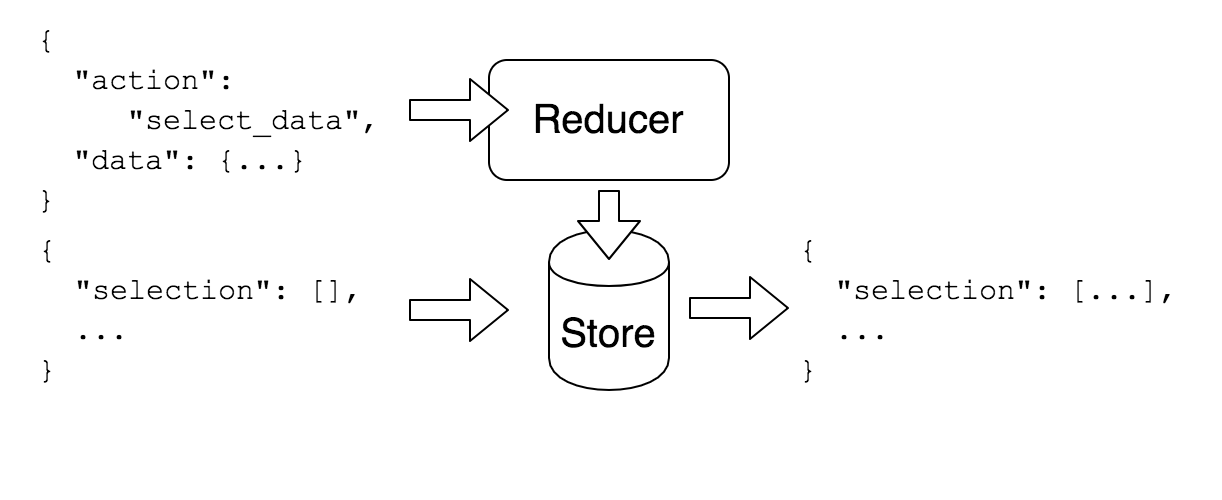 {
"action":
"select_data",
"data": {...}
}
Reducer
{
"selection": [],
...
}
Store
{
"selection": [...],
...
}